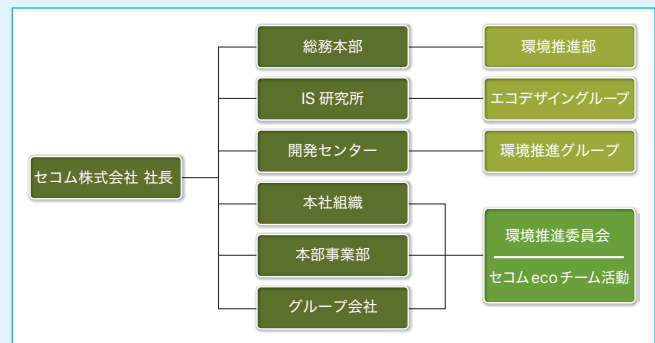 総務本部
環境推進部
IS 研究所
エコデザイングループ
開発センター
環境推進グループ
セコム株式会社 社長
本社組織
本部事業部
グループ会社
環境推進委員会
セコム eco チーム活動